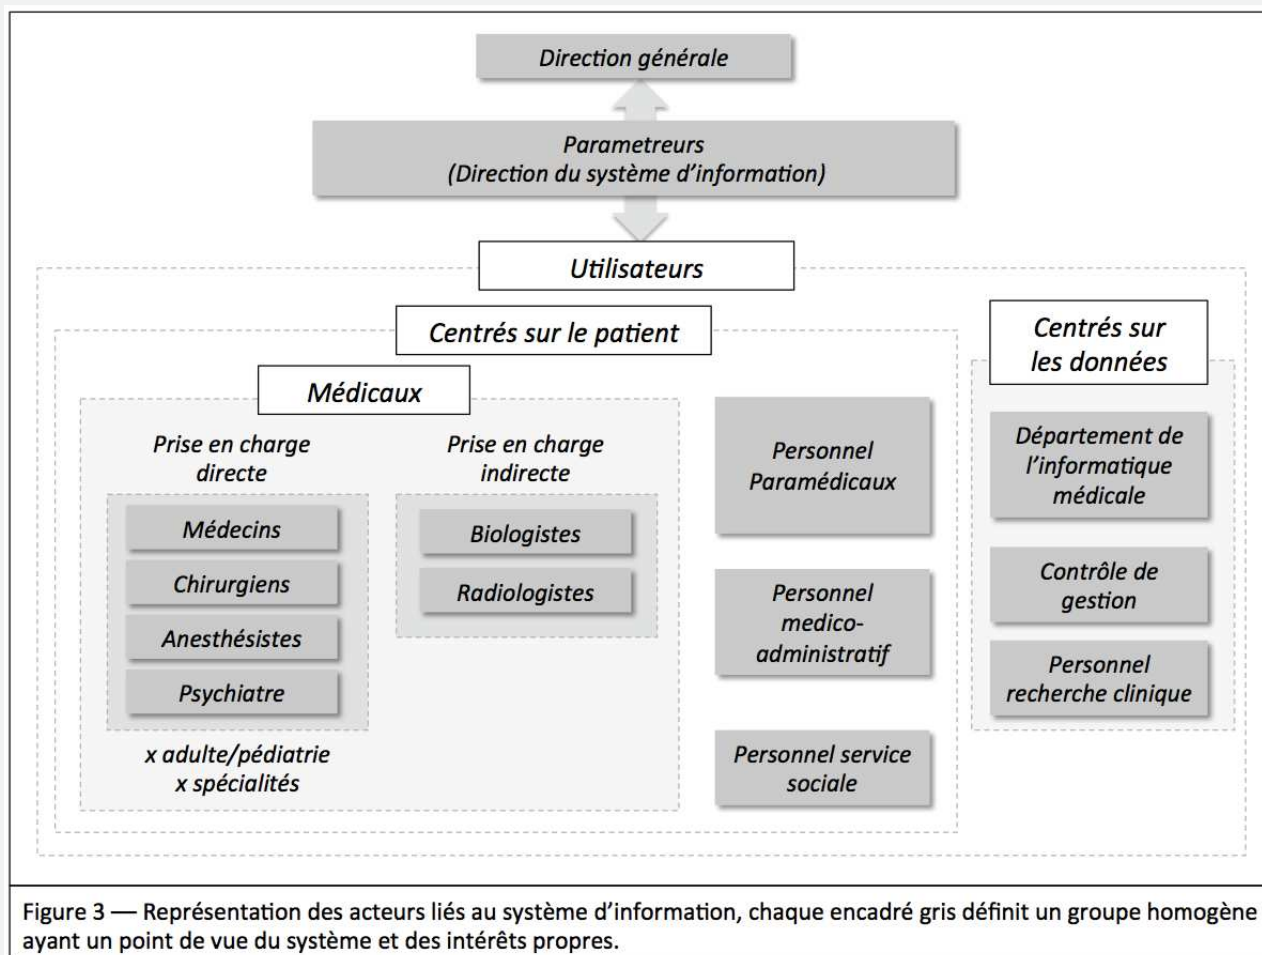 Direction générale
Parametreurs
(Direction du système d’information)
Utilisateurs
Centrés sur le patient
Médicaux
Prise en charge
directe
Médecins
Chirurgiens
Anesthésistes
Psychiatre
x adulte/pédiatrie
x spécialités
Prise en charge
indirecte
Biologistes
Radiologistes
Personnel
Paramédicaux
Personnel
medico-
administratif
Personnel service
sociale
Centrés sur
les données
Département de
l’informatique
médicale
Contrôle de
gestion
Personnel
recherche clinique
Figure 3 — Représentation des acteurs liés au système d’information, chaque encadré gris définit un groupe homogène
ayant un point de vue du système et des intérêts propres.